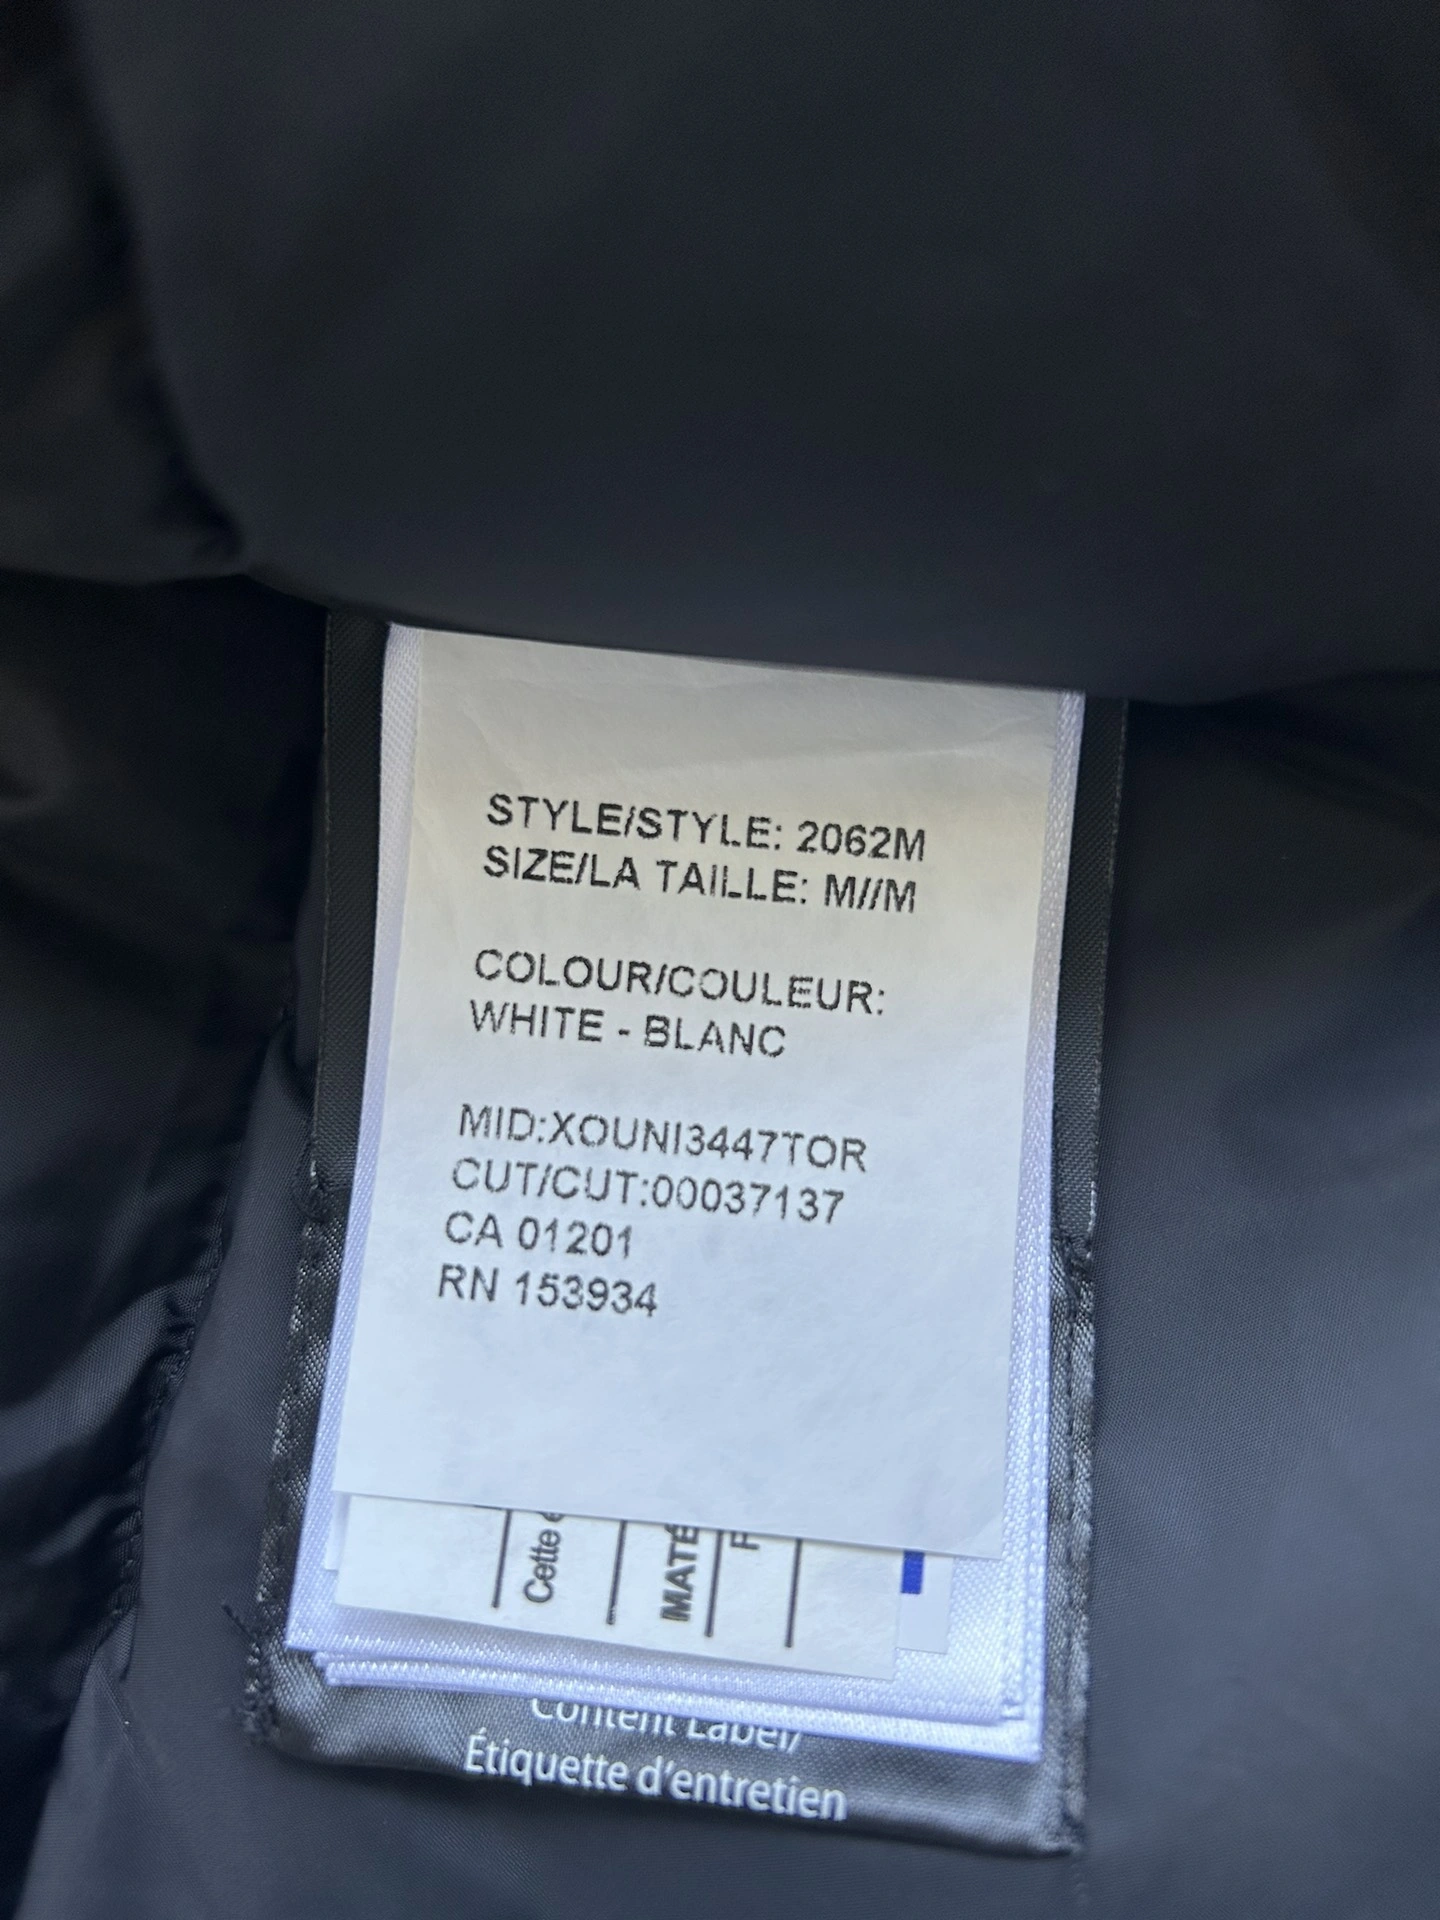 STYLE/STYLE: 2062M
SIZE/LA TAILLE: M//M
COLOUR/COULEUR:
WHITE - BLANC
MID:XOUNI3447TOR
CUT/CUT:00037137
CA 01201
RN 153934
Cette
MATÉ
Content Label/
Étiquette d'entretien